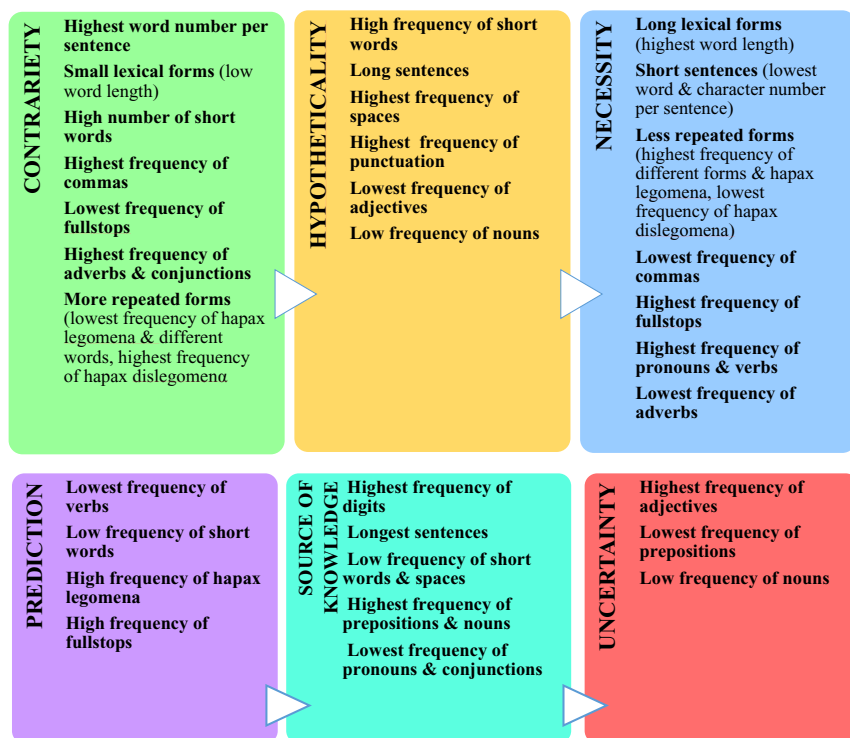 CONTRARIETY
Highest word number per
sentence
Small lexical forms (low
word length)
High number of short
words
Highest frequency of
commas
Lowest frequency of
fullstops
Highest frequency of
adverbs & conjunctions
More repeated forms
(lowest frequency of hapax
legomena & different
words, highest frequency
of hapax dislegomenα
HYPOTHETICALITY
High frequency of short
words
Long sentences
Highest frequency of
spaces
Highest frequency of
punctuation
Lowest frequency of
adjectives
Low frequency of nouns
NECESSITY
Long lexical forms
(highest word length)
Short sentences (lowest
word & character number
per sentence)
Less repeated forms
(highest frequency of
different forms & hapax
legomena, lowest
frequency of hapax
dislegomena)
Lowest frequency of
commas
Highest frequency of
fullstops
Highest frequency of
pronouns & verbs
Lowest frequency of
adverbs
PREDICTION
Lowest frequency of
verbs
Low frequency of short
words
High frequency of hapax
legomena
High frequency of
fullstops
SOURCE OF
KNOWLEDGE
Highest frequency of
digits
Longest sentences
Low frequency of short
words & spaces
Highest frequency of
prepositions & nouns
Lowest frequency of
pronouns & conjunctions
UNCERTAINTY
Highest frequency of
adjectives
Lowest frequency of
prepositions
Low frequency of nouns